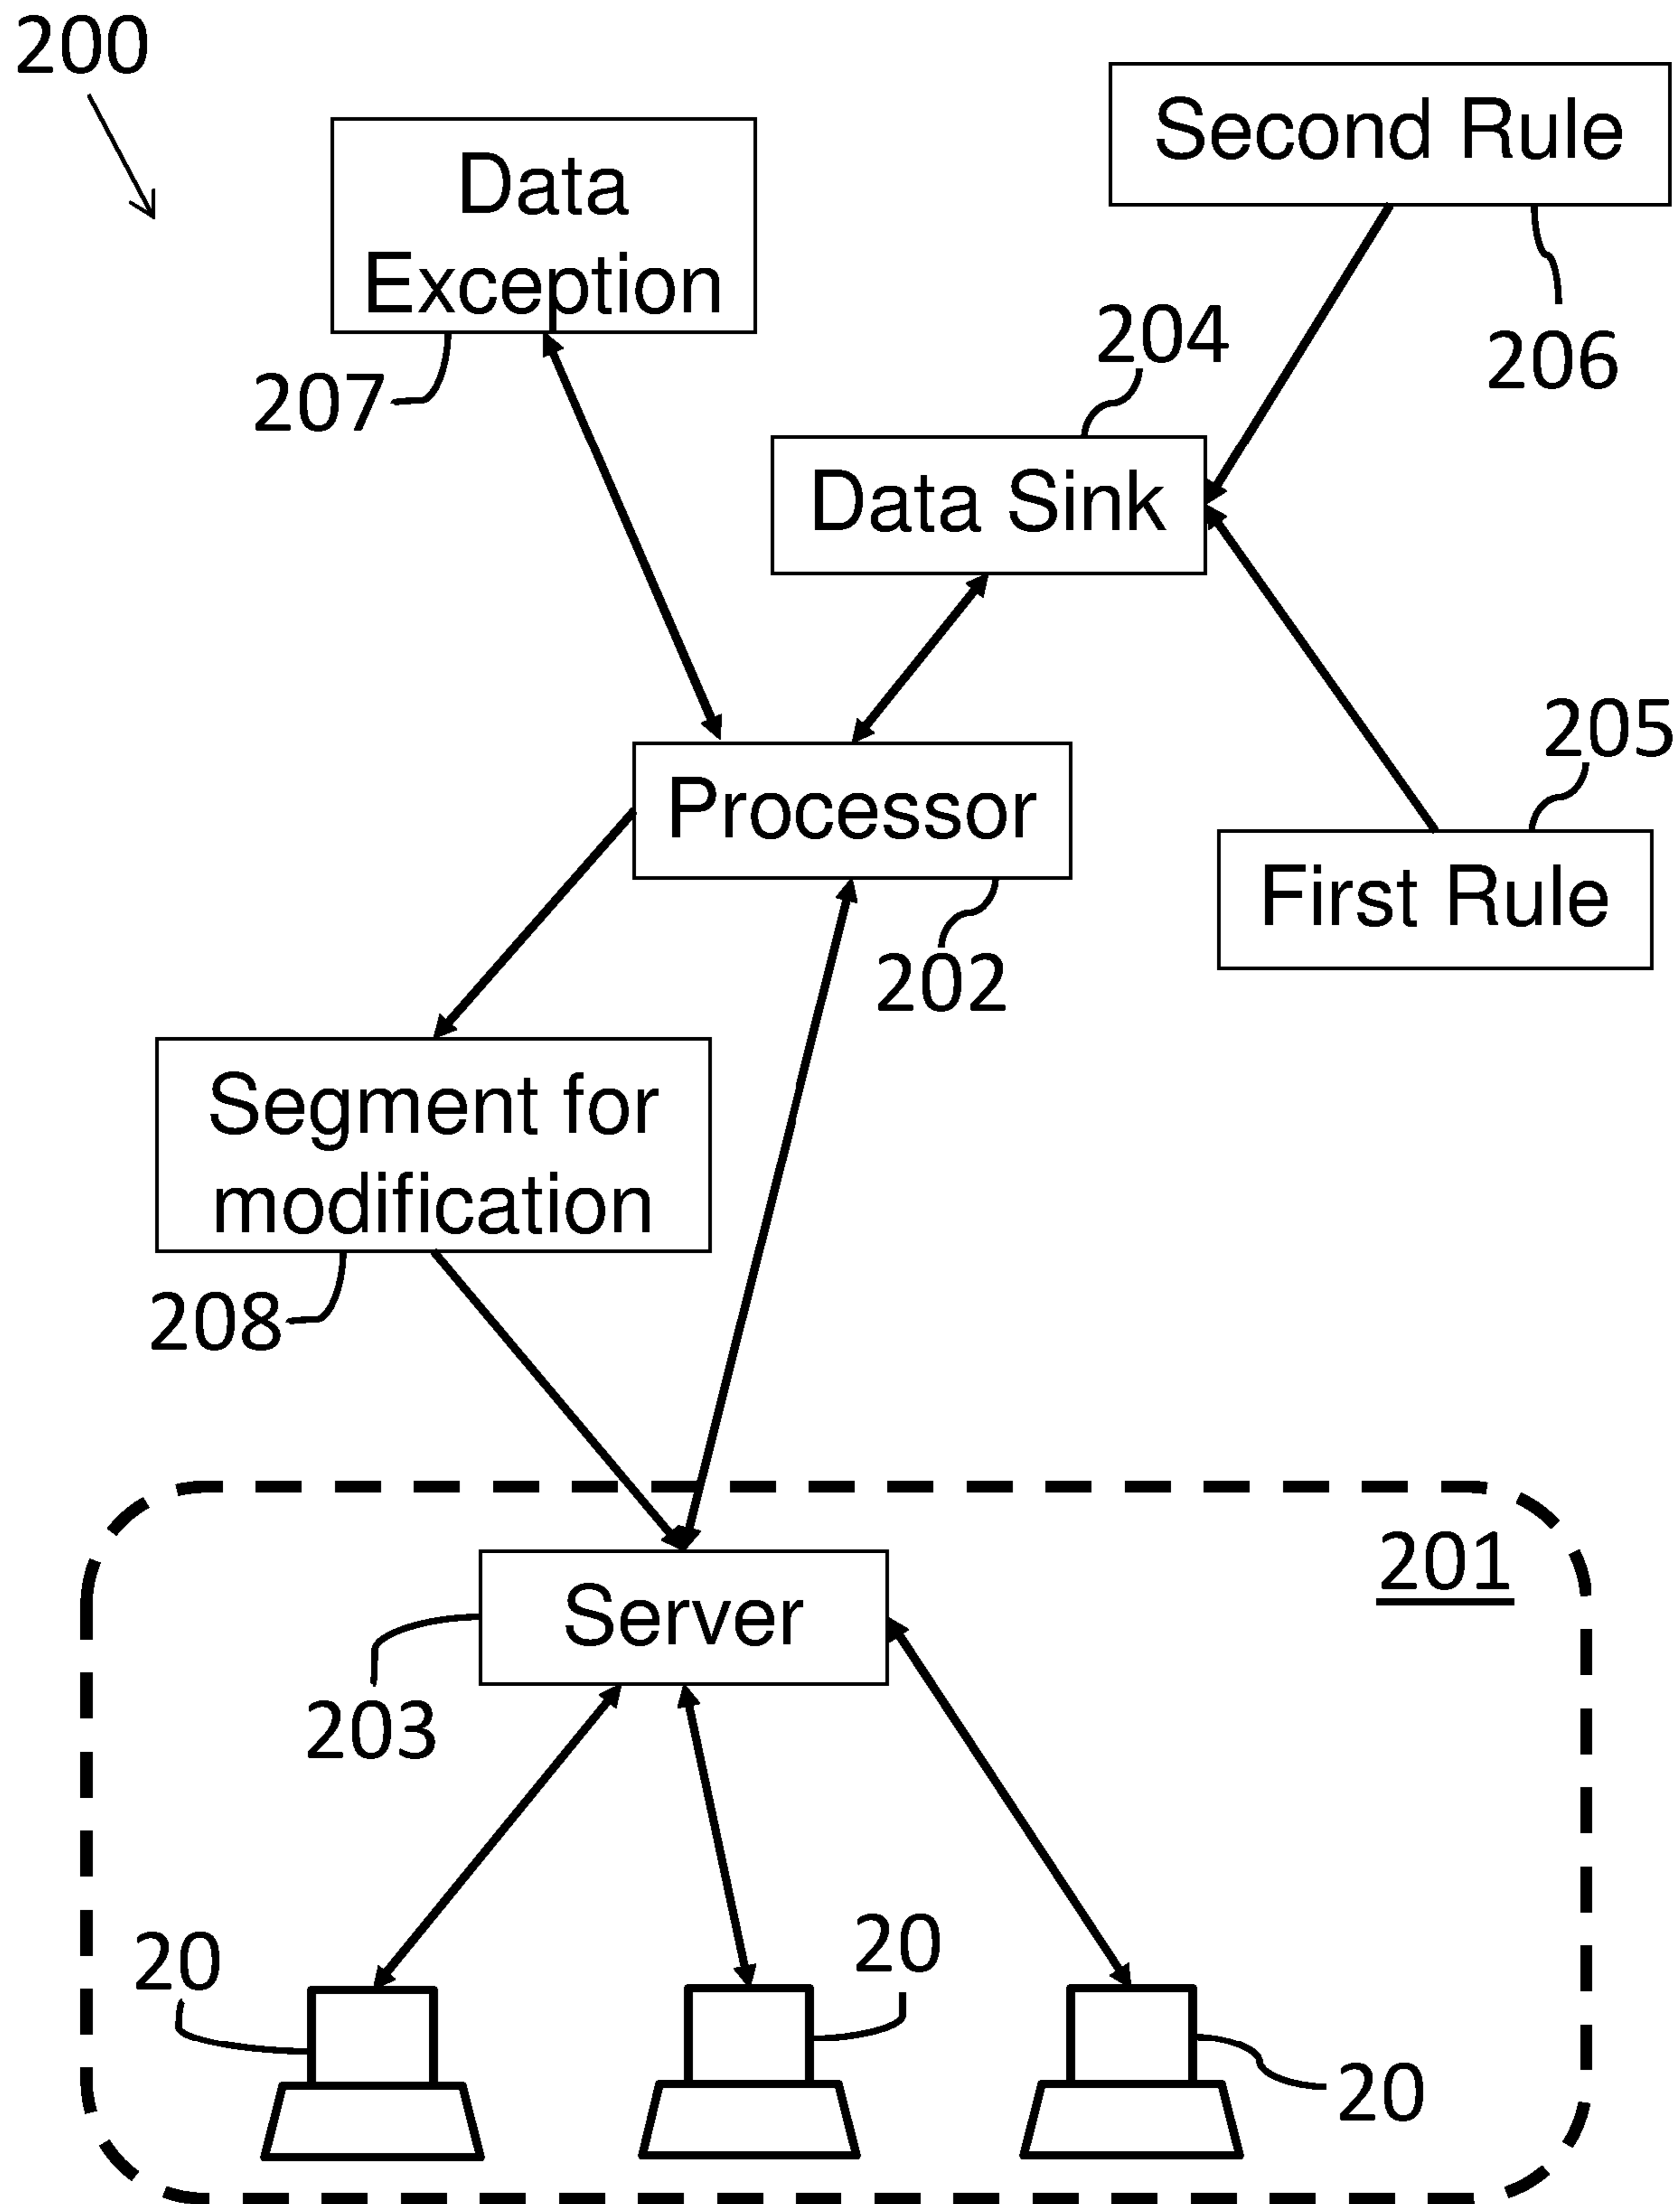 200
Second Rule
Data
Exception
204
206
207
Data Sink
205
Processor
First Rule
202
Segment for
modification
208
201
Server
203
20
20
20